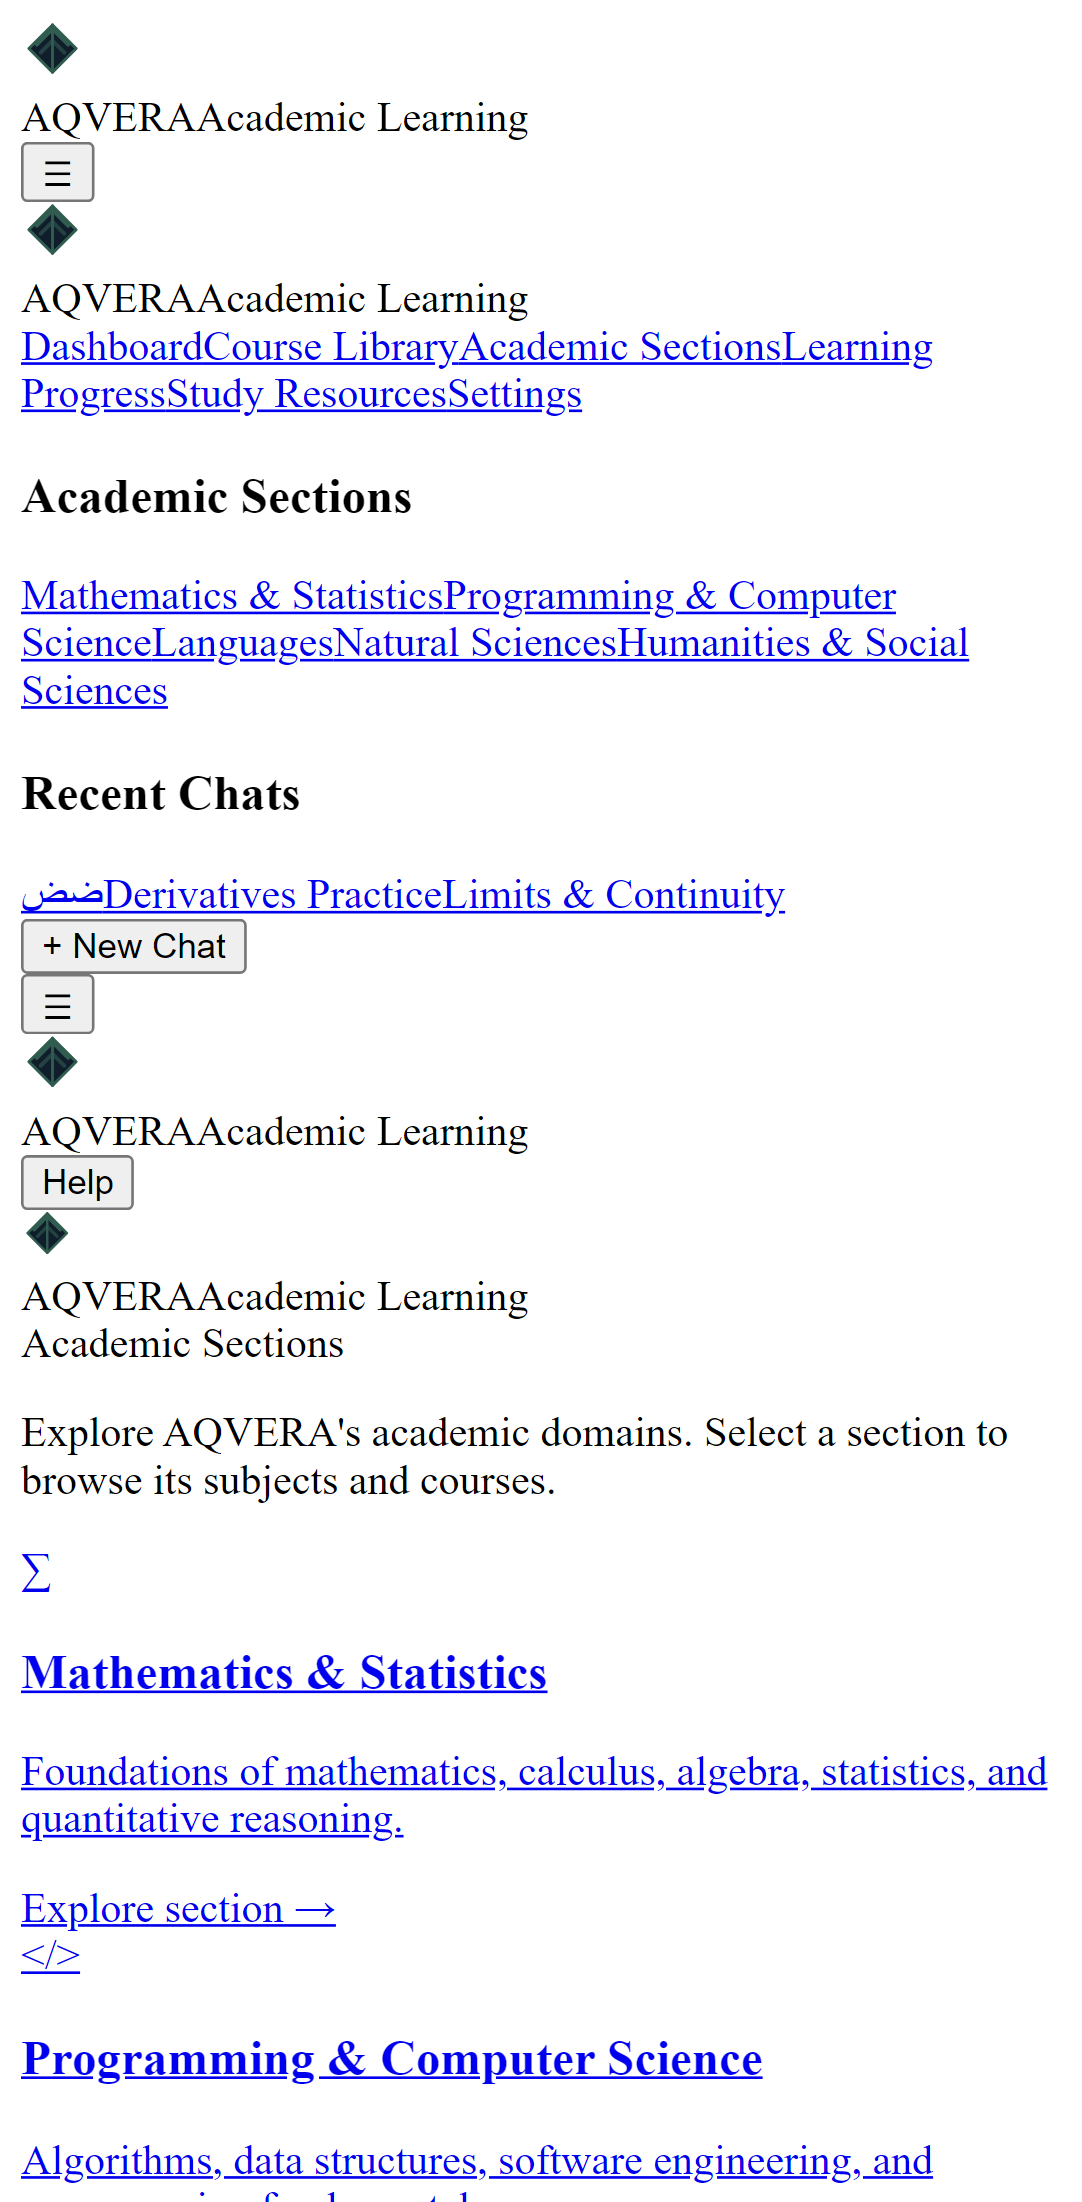 AQVERAAcademic Learning
☰
AQVERAAcademic Learning
DashboardCourse LibraryAcademic SectionsLearning
ProgressStudy ResourcesSettings
Academic Sections
Mathematics & StatisticsProgramming & Computer
ScienceLanguagesNatural SciencesHumanities & Social
Sciences
Recent Chats
ضضDerivatives PracticeLimits & Continuity
+ New Chat
☰
AQVERAAcademic Learning
Help
AQVERAAcademic Learning
Academic Sections
Explore AQVERA's academic domains. Select a section to
browse its subjects and courses.
∑
Mathematics & Statistics
Foundations of mathematics, calculus, algebra, statistics, and
quantitative reasoning.
Explore section →
</>
Programming & Computer Science
Algorithms, data structures, software engineering, and